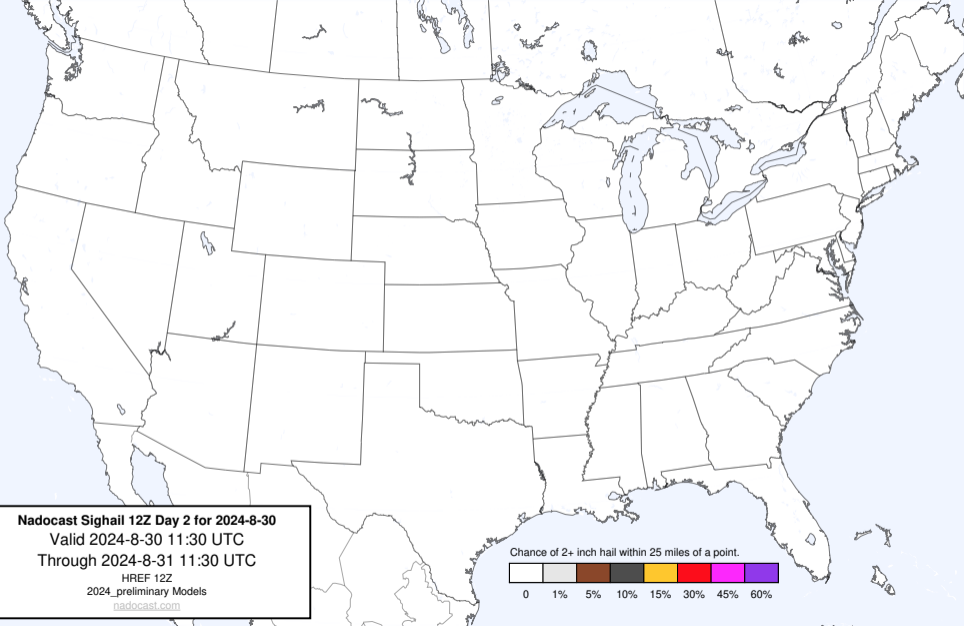 Nadocast Sighail 12Z Day 2 for 2024-8-30
Valid 2024-8-30 11:30 UTC
Through 2024-8-31 11:30 UTC
HREF 12Z
2024_preliminary Models
nadocast.com
Chance of 2+ inch hail within 25 miles of a point.
0 1% 5% 10% 15% 30% 45% 60%